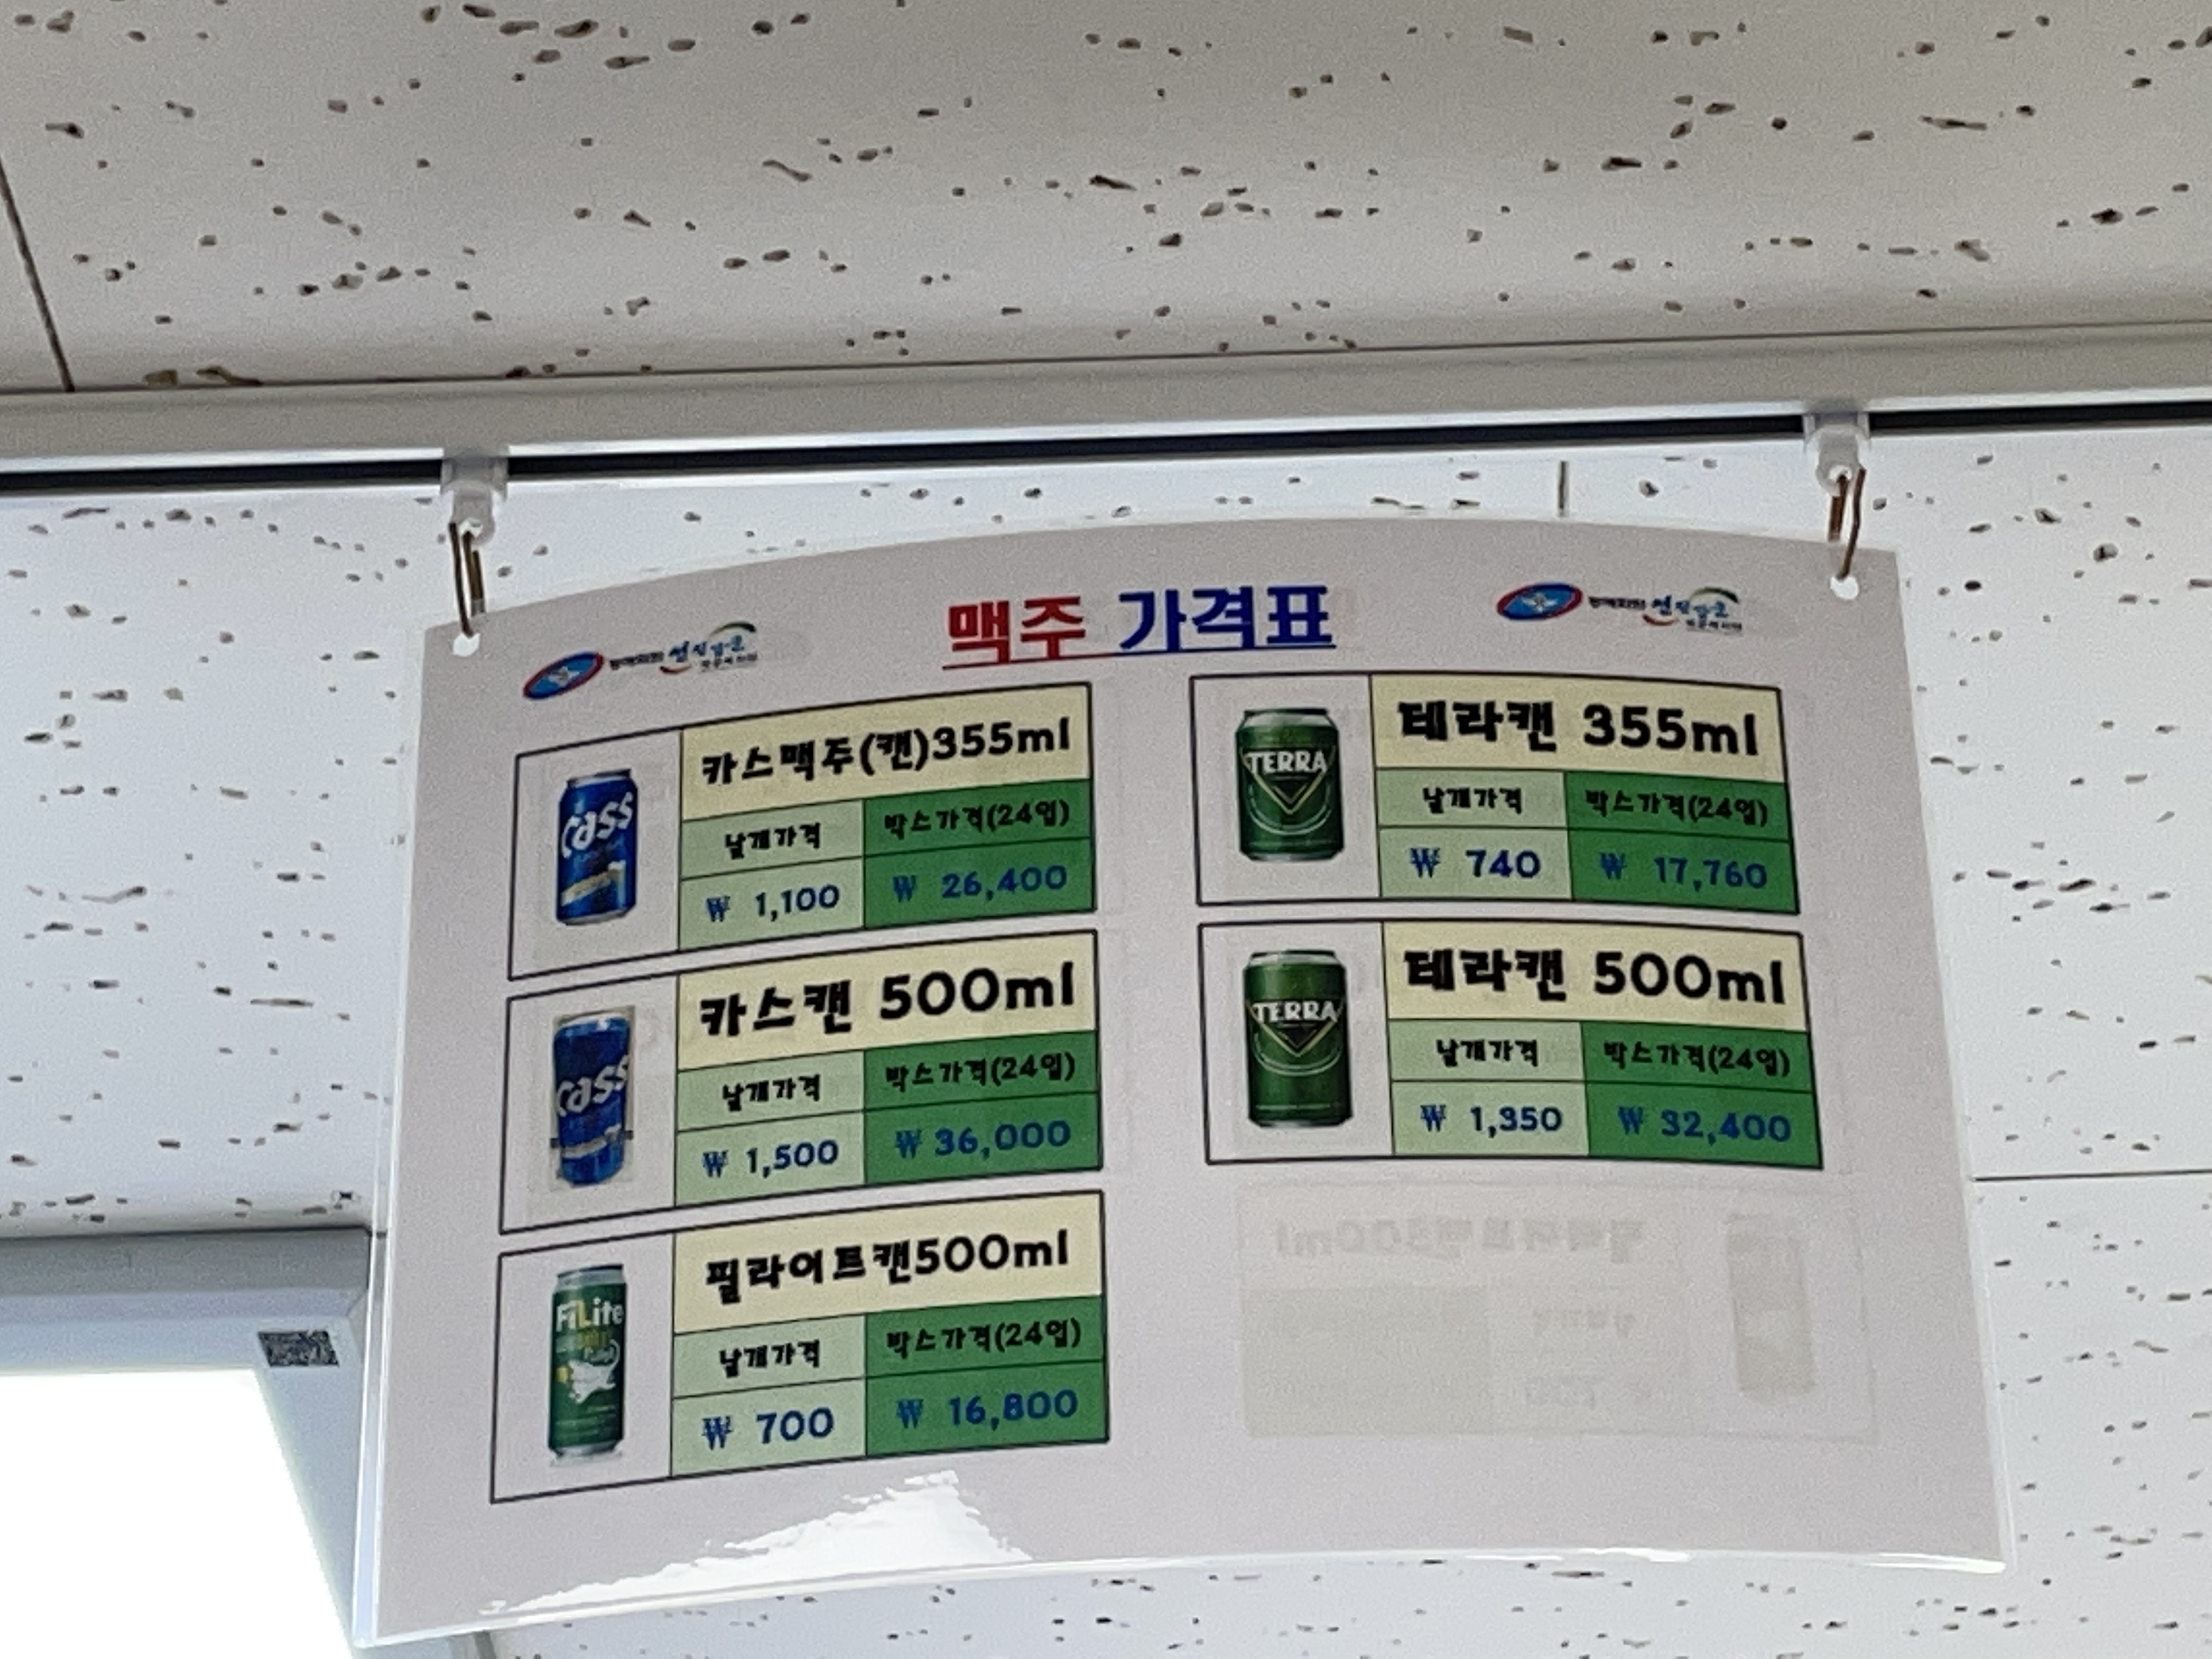 맥주 가격표
카스맥주(캔)355ml
낱개가격 박스가격(24입)
₩ 1,100 ₩ 26,400
Cass
카스캔 500ml
낱개가격 박스가격(24입)
₩ 1,500 ₩ 36,000
Cass
필라이트캔500ml
낱개가격 박스가격(24입)
₩ 700 ₩ 16,800
FiLite
테라캔 355ml
낱개가격 박스가격(24입)
₩ 740 ₩ 17,760
TERRA
테라캔 500ml
낱개가격 박스가격(24입)
₩ 1,350 ₩ 32,400
TERRA